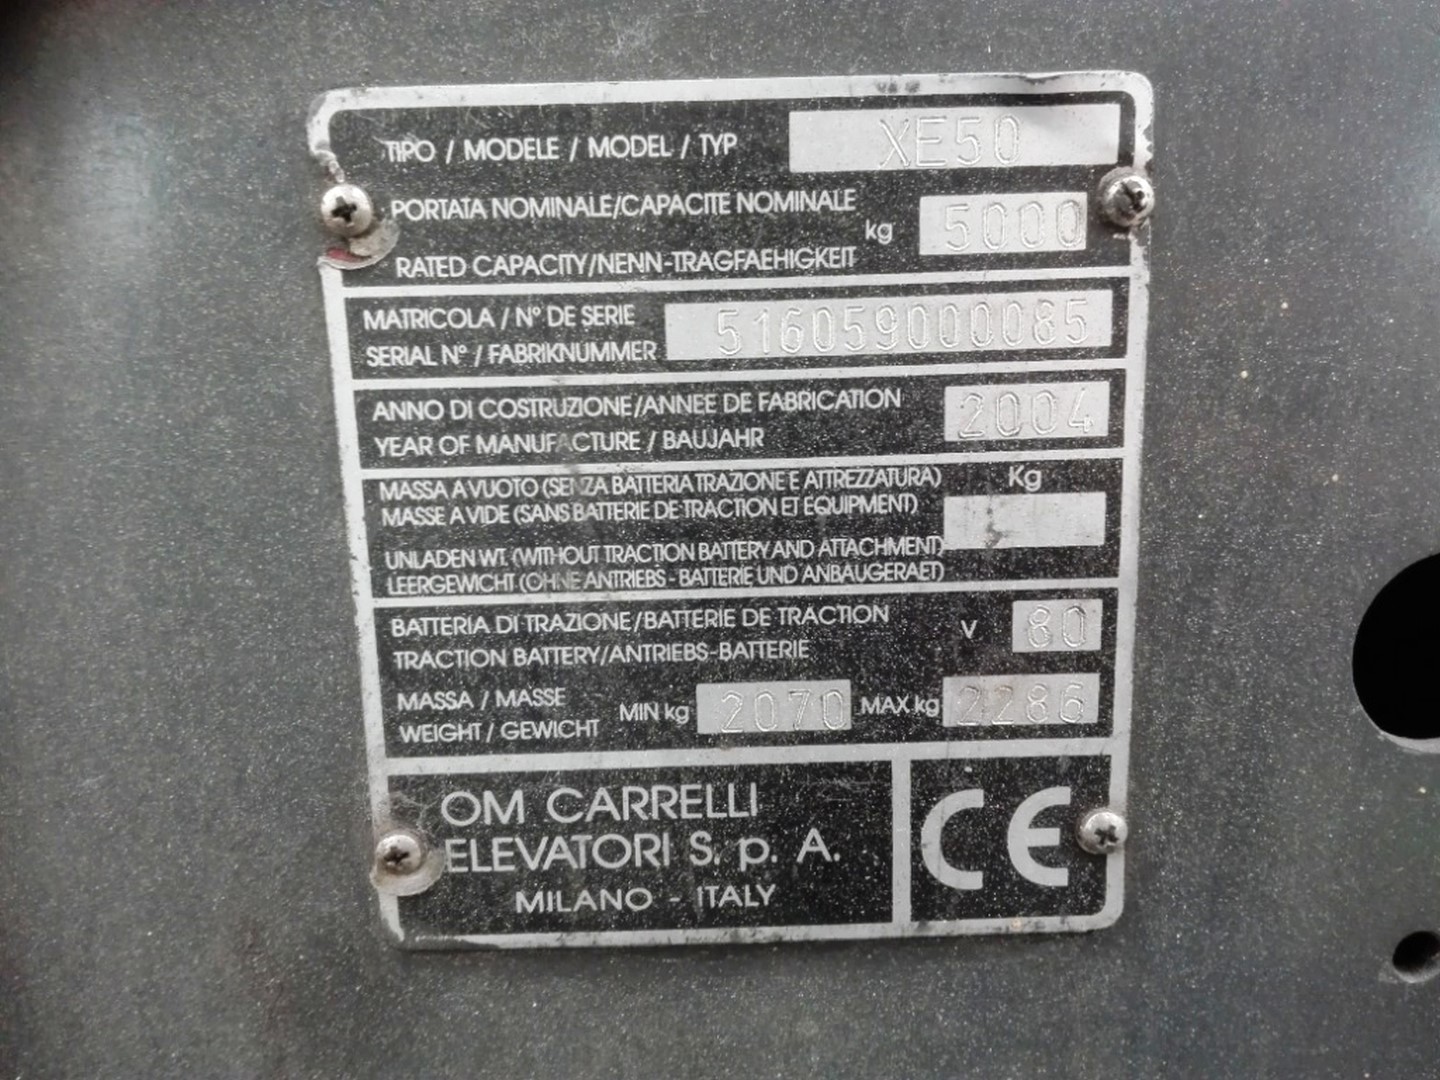 TIPO / MODELE / MODEL / TYP XE50
PORTATA NOMINALE/CAPACITE NOMINALE
kg 5000
RATED CAPACITY/NENN-TRAGFAEHIGKEIT
MATRICOLA / N° DE SERIE
SERIAL N° / FABRIKNUMMER 516059000085
ANNO DI COSTRUZIONE/ANNEE DE FABRICATION
YEAR OF MANUFACTURE / BAUJAHR 2004
MASSA A VUOTO (SENZA BATTERIA TRAZIONE E ATTREZZATURA) Kg
MASSE A VIDE (SANS BATTERIE DE TRACTION ET EQUIPMENT)
UNLADEN WT. (WITHOUT TRACTION BATTERY AND ATTACHMENT)
LEERGEWICHT (OHNE ANTRIEBS - BATTERIE UND ANBAUGERAET)
BATTERIA DI TRAZIONE/BATTERIE DE TRACTION V 80
TRACTION BATTERY/ANTRIEBS-BATTERIE
MASSA / MASSE
WEIGHT / GEWICHT MIN kg 2070 MAX kg 2286
OM CARRELLI
ELEVATORI S. p. A.
MILANO - ITALY
CE